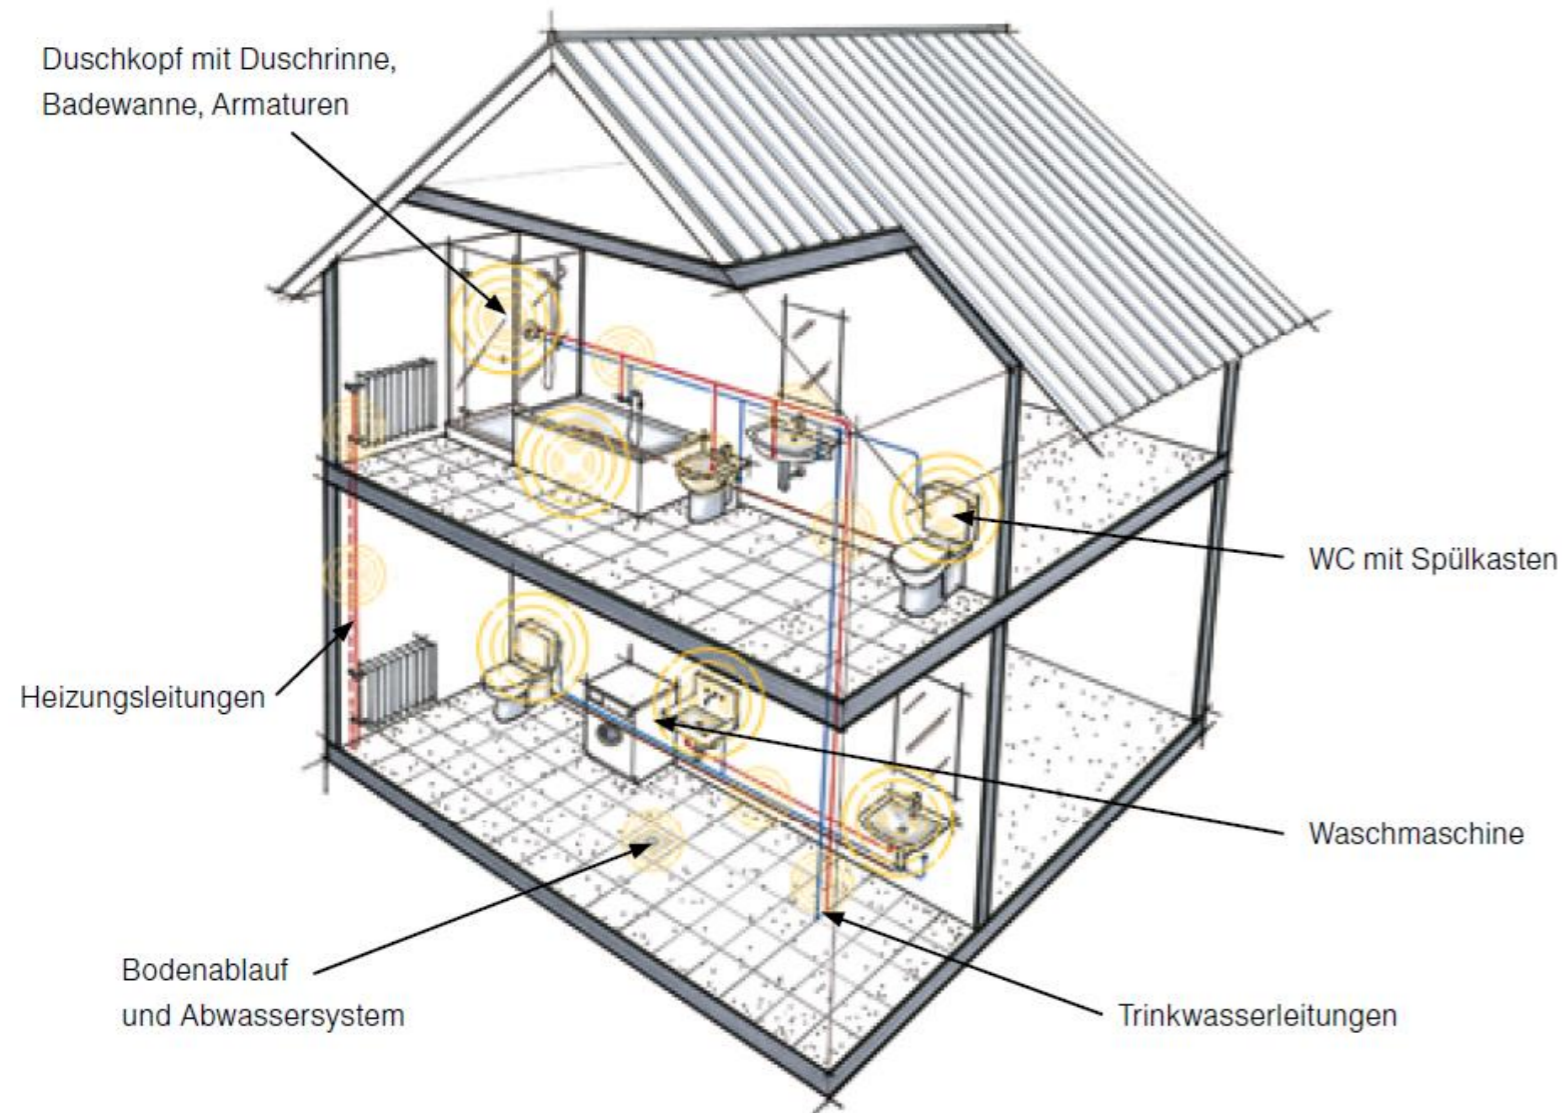 Duschkopf mit Duschrinne,
Badewanne, Armaturen
WC mit Spülkasten
Heizungsleitungen
Waschmaschine
Bodenablauf
und Abwassersystem
Trinkwasserleitungen